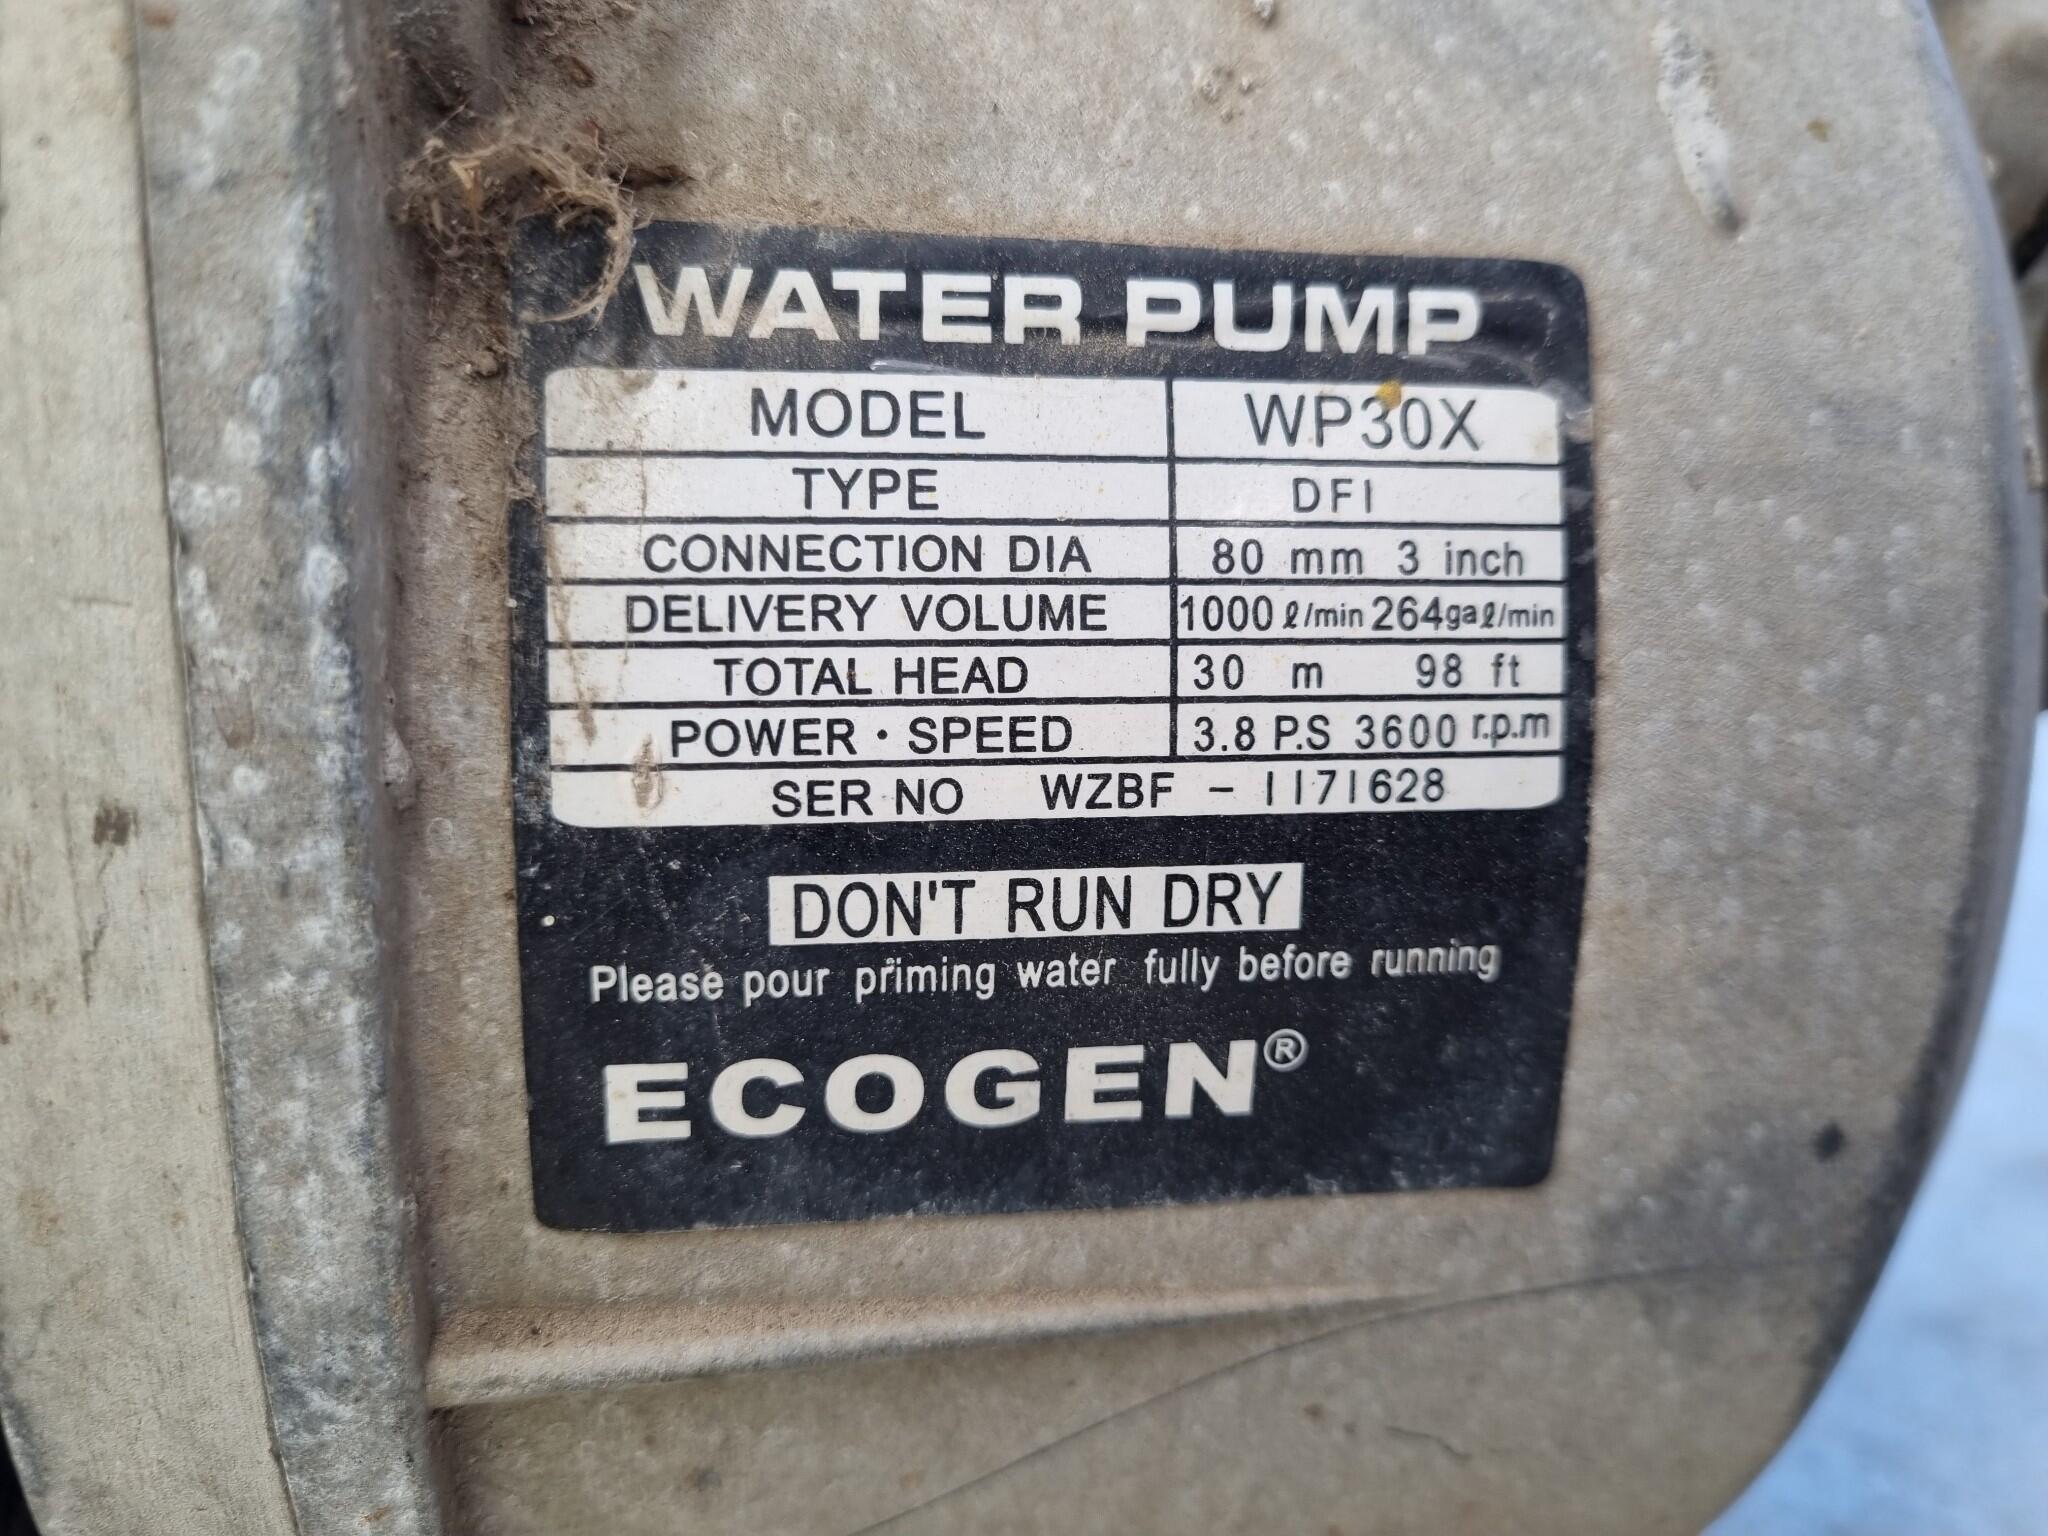 WATER PUMP
MODEL WP30X
TYPE DFI
CONNECTION DIA 80 mm 3 inch
DELIVERY VOLUME 1000 ℓ/min 264gaℓ/min
TOTAL HEAD 30 m 98 ft
POWER · SPEED 3.8 P.S 3600 r.p.m
SER NO WZBF - 1171628
DON'T RUN DRY
Please pour priming water fully before running
ECOGEN®